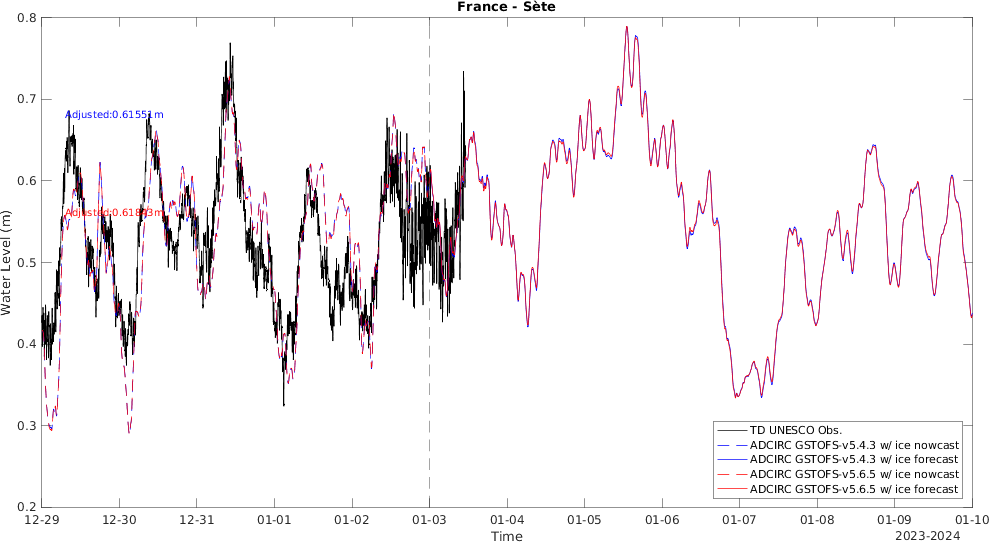 France - Sète
Water Level (m)
0.8
0.7
0.6
0.5
0.4
0.3
0.2
Adjusted:0.61551m
TD UNESCO Obs.
ADCIRC GSTOFS-v5.4.3 w/ ice nowcast
ADCIRC GSTOFS-v5.4.3 w/ ice forecast
ADCIRC GSTOFS-v5.6.5 w/ ice nowcast
ADCIRC GSTOFS-v5.6.5 w/ ice forecast
12-29 12-30 12-31 01-01 01-02 01-03 01-04 01-05 01-06 01-07 01-08 01-09 01-10
Time
2023-2024